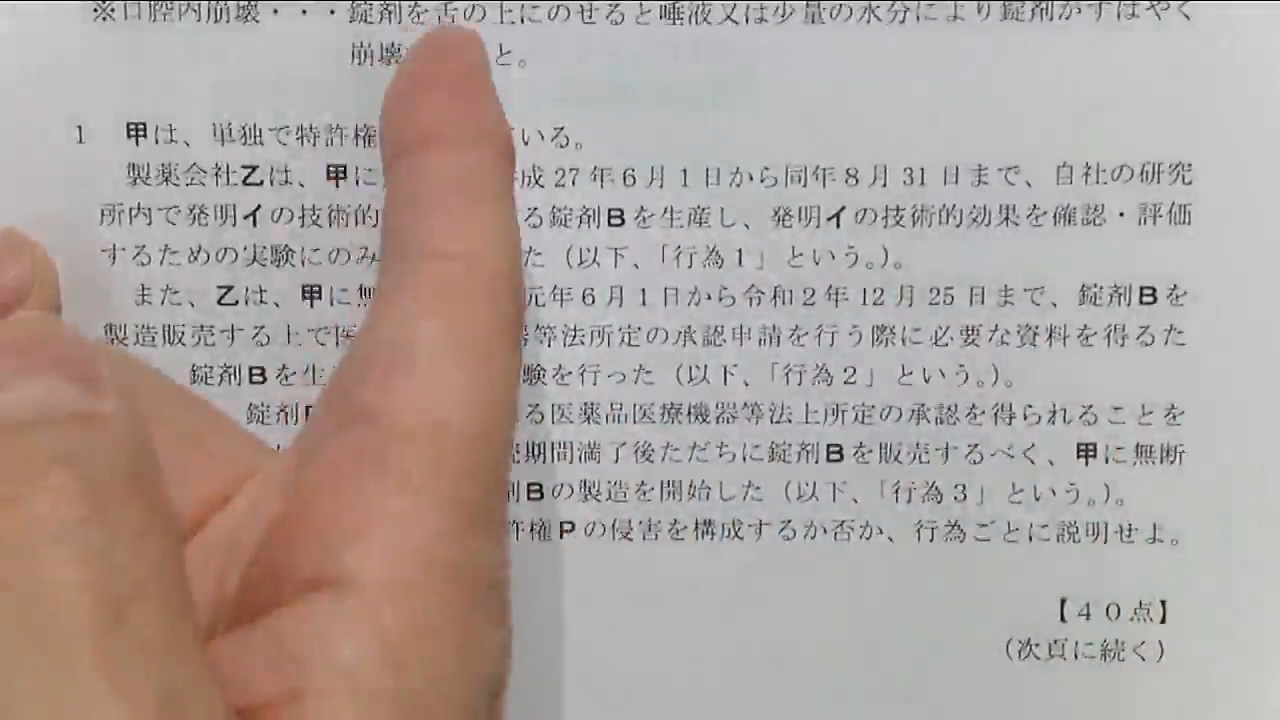 ※口腔内崩壊・・・錠剤を舌の上にのせると唾液又は少量の水分により錠剤がすばやく
崩壊 と。
1 甲は、単独で特許権 いる。
製薬会社乙は、甲に 成27年6月1日から同年8月31日まで、自社の研究
所内で発明イの技術的 る錠剤Bを生産し、発明イの技術的効果を確認・評価
するための実験にのみ た（以下、「行為1」という。）。
また、乙は、甲に無 元年6月1日から令和2年12月25日まで、錠剤Bを
製造販売する上で医 器等法所定の承認申請を行う際に必要な資料を得るた
錠剤Bを生 験を行った（以下、「行為2」という。）。
錠剤 る医薬品医療機器等法上所定の承認を得られることを
期間満了後ただちに錠剤Bを販売するべく、甲に無断
剤Bの製造を開始した（以下、「行為3」という。）。
許権Pの侵害を構成するか否か、行為ごとに説明せよ。
【40点】
（次頁に続く）